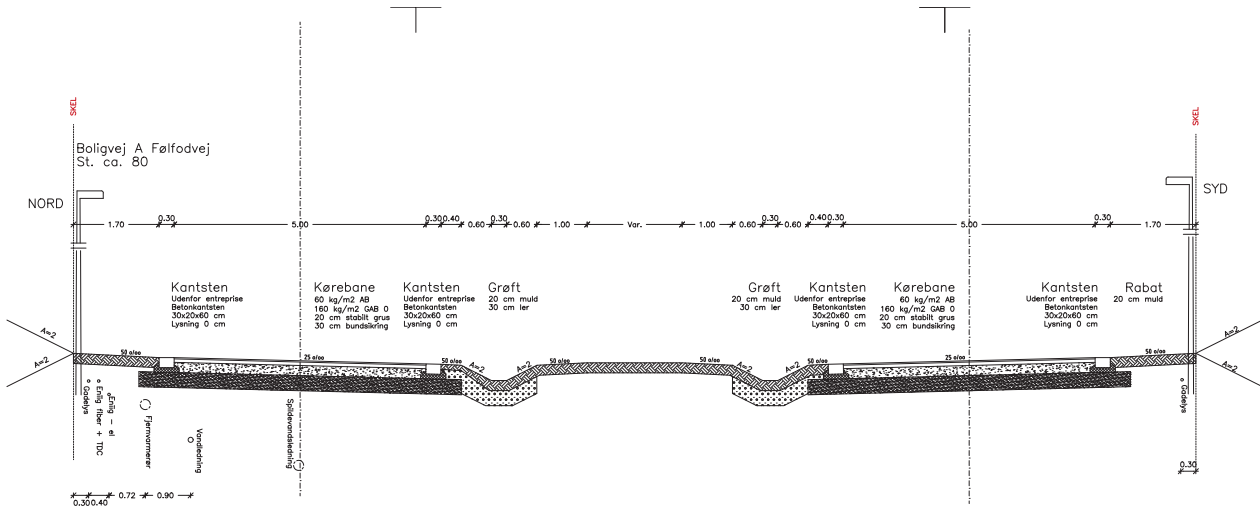 SKEL
SKEL
Boligvej A Følfodvej
St. ca. 80
NORD
SYD
1.70
0.30
5.00
0.30
0.40
0.60
0.30
0.60
1.00
Var.
1.00
0.60
0.30
0.60
0.40
0.30
5.00
0.30
1.70
Kantsten
Udenfor entreprise
Betonkantsten
30x20x60 cm
Lysning 0 cm
Kørebane
60 kg/m2 AB
160 kg/m2 GAB 0
20 cm stabilt grus
30 cm bundsikring
Kantsten
Udenfor entreprise
Betonkantsten
30x20x60 cm
Lysning 0 cm
Grøft
20 cm muld
30 cm ler
Grøft
20 cm muld
30 cm ler
Kantsten
Udenfor entreprise
Betonkantsten
30x20x60 cm
Lysning 0 cm
Kørebane
60 kg/m2 AB
160 kg/m2 GAB 0
20 cm stabilt grus
30 cm bundsikring
Kantsten
Udenfor entreprise
Betonkantsten
30x20x60 cm
Lysning 0 cm
Rabat
20 cm muld
A=2
A=2
50 o/oo
25 o/oo
50 o/oo
A=2
A=2
50 o/oo
50 o/oo
A=2
A=2
50 o/oo
25 o/oo
50 o/oo
A=2
A=2
Gadelys
Enlig fiber + TDC
Enlig - el
Fjernvarmerør
Vandledning
Spildevandsledning
Gadelys
0.30
0.40
0.72
0.90
0.30